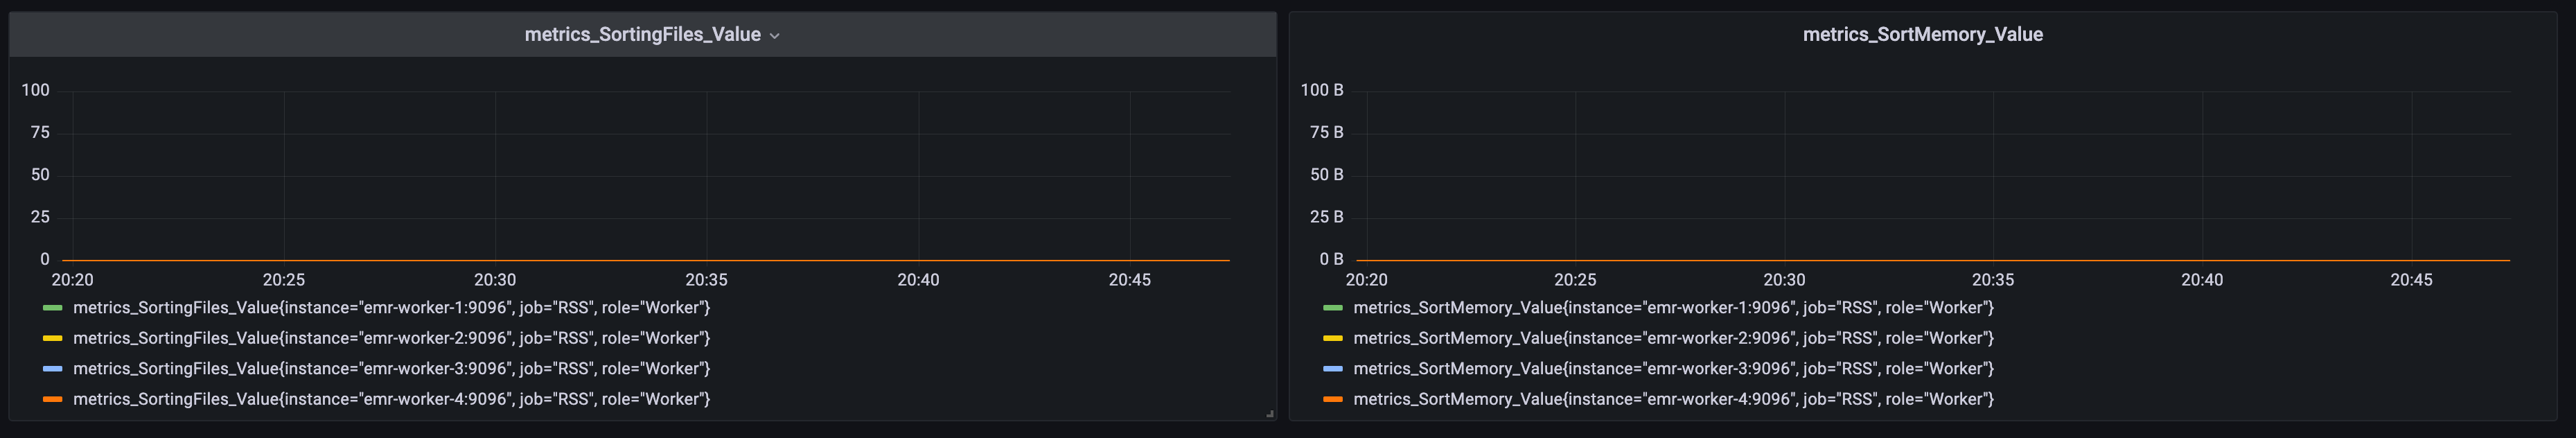 metrics_SortingFiles_Value
100
75
50
25
0
20:20 20:25 20:30 20:35 20:40 20:45
metrics_SortingFiles_Value{instance="emr-worker-1:9096", job="RSS", role="Worker"}
metrics_SortingFiles_Value{instance="emr-worker-2:9096", job="RSS", role="Worker"}
metrics_SortingFiles_Value{instance="emr-worker-3:9096", job="RSS", role="Worker"}
metrics_SortingFiles_Value{instance="emr-worker-4:9096", job="RSS", role="Worker"}
metrics_SortMemory_Value
100 B
75 B
50 B
25 B
0 B
20:20 20:25 20:30 20:35 20:40 20:45
metrics_SortMemory_Value{instance="emr-worker-1:9096", job="RSS", role="Worker"}
metrics_SortMemory_Value{instance="emr-worker-2:9096", job="RSS", role="Worker"}
metrics_SortMemory_Value{instance="emr-worker-3:9096", job="RSS", role="Worker"}
metrics_SortMemory_Value{instance="emr-worker-4:9096", job="RSS", role="Worker"}